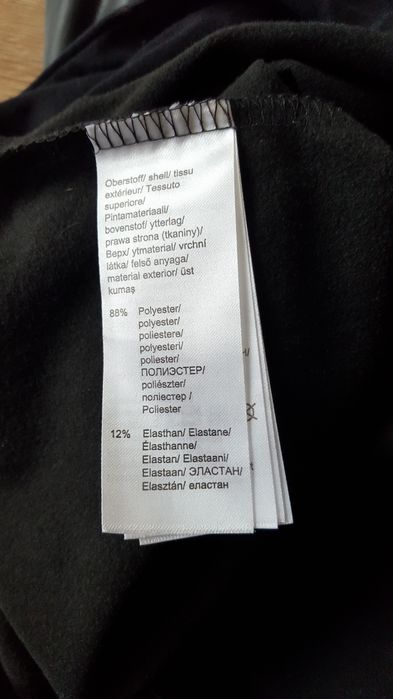 Oberstoff/ shell/ tissu
extérieur/ Tessuto
superiore/
Pintamateriaali/
bovenstof/ ytterlag/
prawa strona (tkaniny)/
Верх/ ytmaterial/ vrchní
látka/ felső anyaga/
material exterior/ üst
kumaş
88% Polyester/
polyester/
poliestere/
polyesteri/
poliester/
ПОЛИЭСТЕР/
poliészter/
поліестер /
Poliester
12% Elasthan/ Elastane/
Élasthanne/
Elastan/ Elastaani/
Elastaan/ ЭЛАСТАН/
Elasztán/ еластан